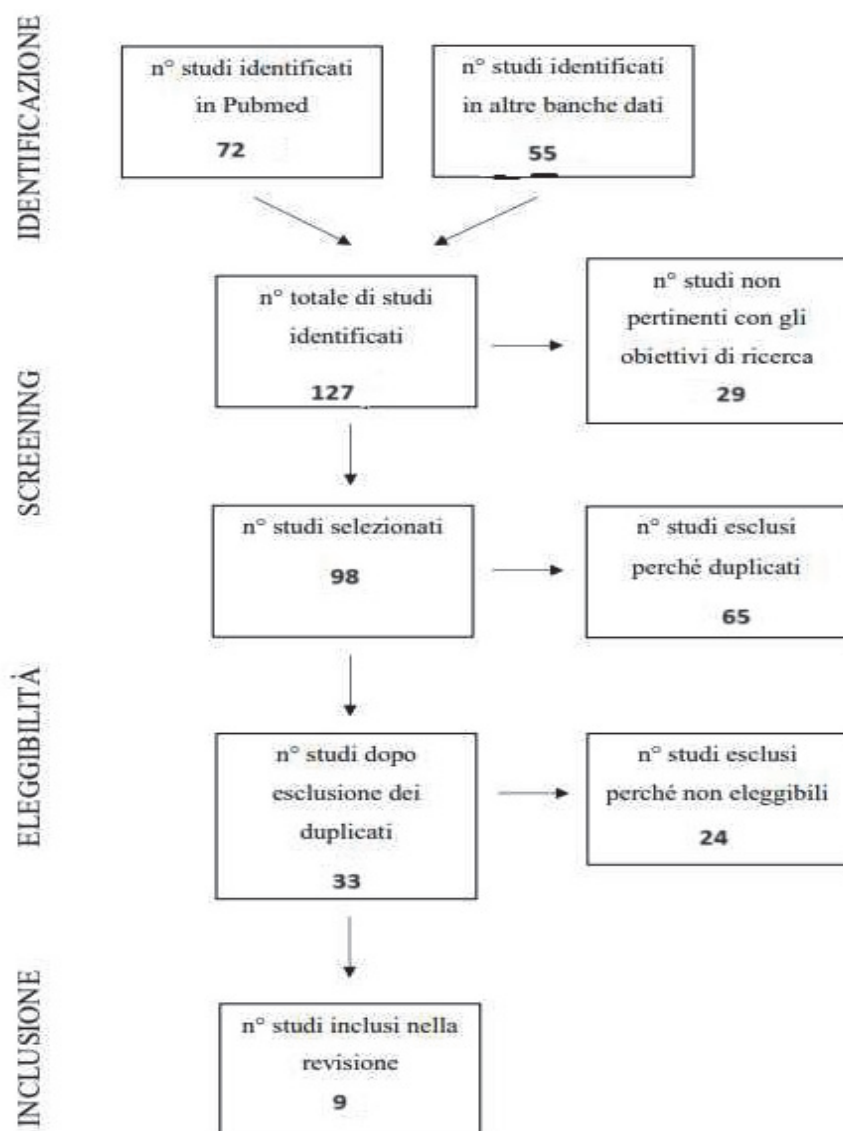 IDENTIFICAZIONE
n° studi identificati
in Pubmed
72
n° studi identificati
in altre banche dati
55
SCREENING
n° totale di studi
identificati
127
n° studi non
pertinenti con gli
obiettivi di ricerca
29
n° studi selezionati
98
n° studi esclusi
perché duplicati
65
ELEGGIBILITÀ
n° studi dopo
esclusione dei
duplicati
33
n° studi esclusi
perché non eleggibili
24
INCLUSIONE
n° studi inclusi nella
revisione
9